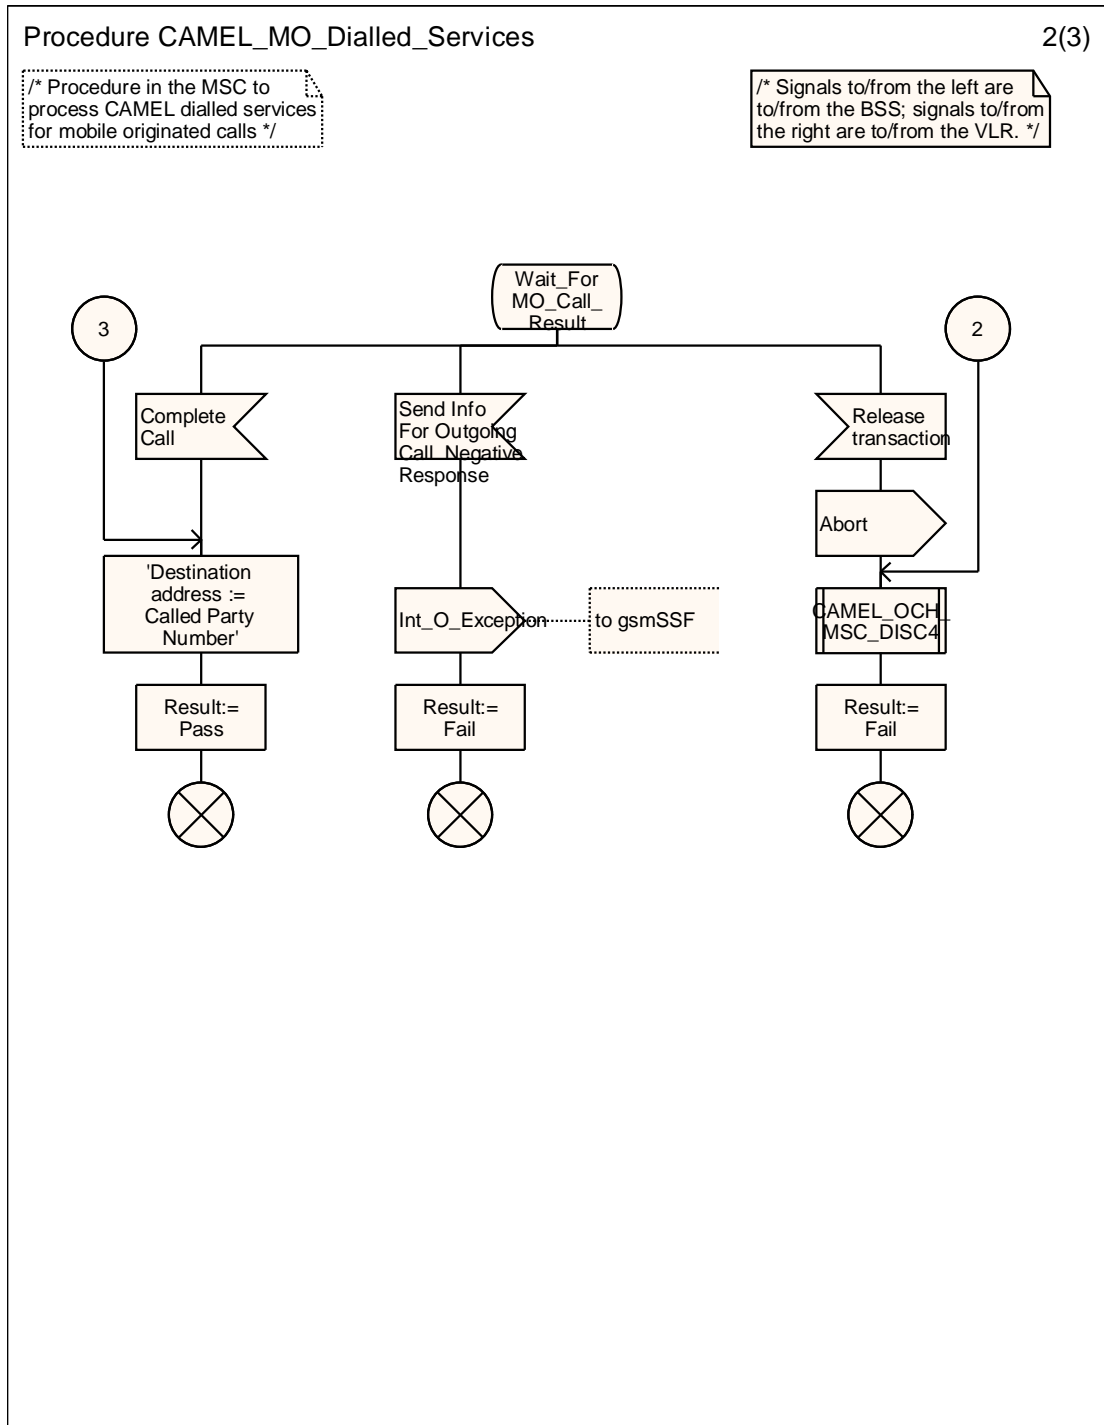 Procedure CAMEL_MO_Dialled_Services
2(3)
/* Procedure in the MSC to
process CAMEL dialled services
for mobile originated calls */
/* Signals to/from the left are
to/from the BSS; signals to/from
the right are to/from the VLR. */
Wait_For
MO_Call_
Result
3
2
Complete
Call
Send Info
For Outgoing
Call_Negative
Response
Release
transaction
Abort
'Destination
address :=
Called Party
Number'
Int_O_Exception
to gsmSSF
CAMEL_OCH_
MSC_DISC4
Result:=
Pass
Result:=
Fail
Result:=
Fail